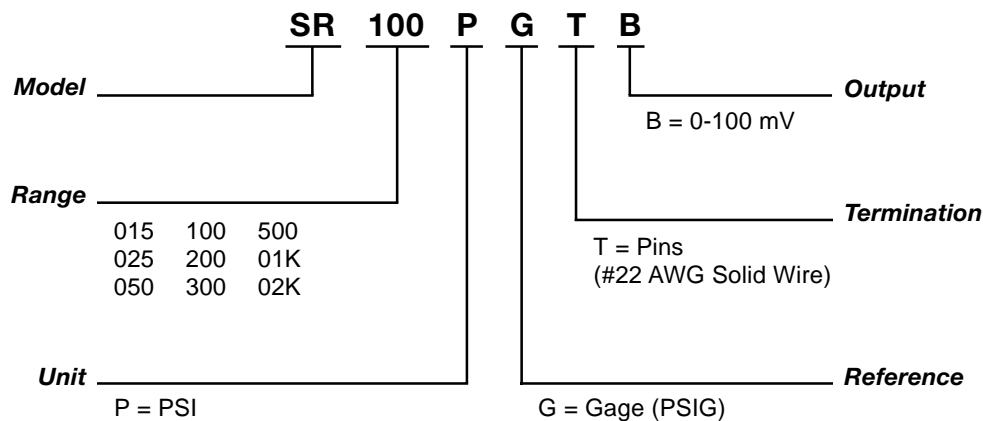 SR 100 P G T B
Model
Output
B = 0-100 mV
Range
015 100 500
025 200 01K
050 300 02K
Termination
T = Pins
(#22 AWG Solid Wire)
Unit
P = PSI
Reference
G = Gage (PSIG)